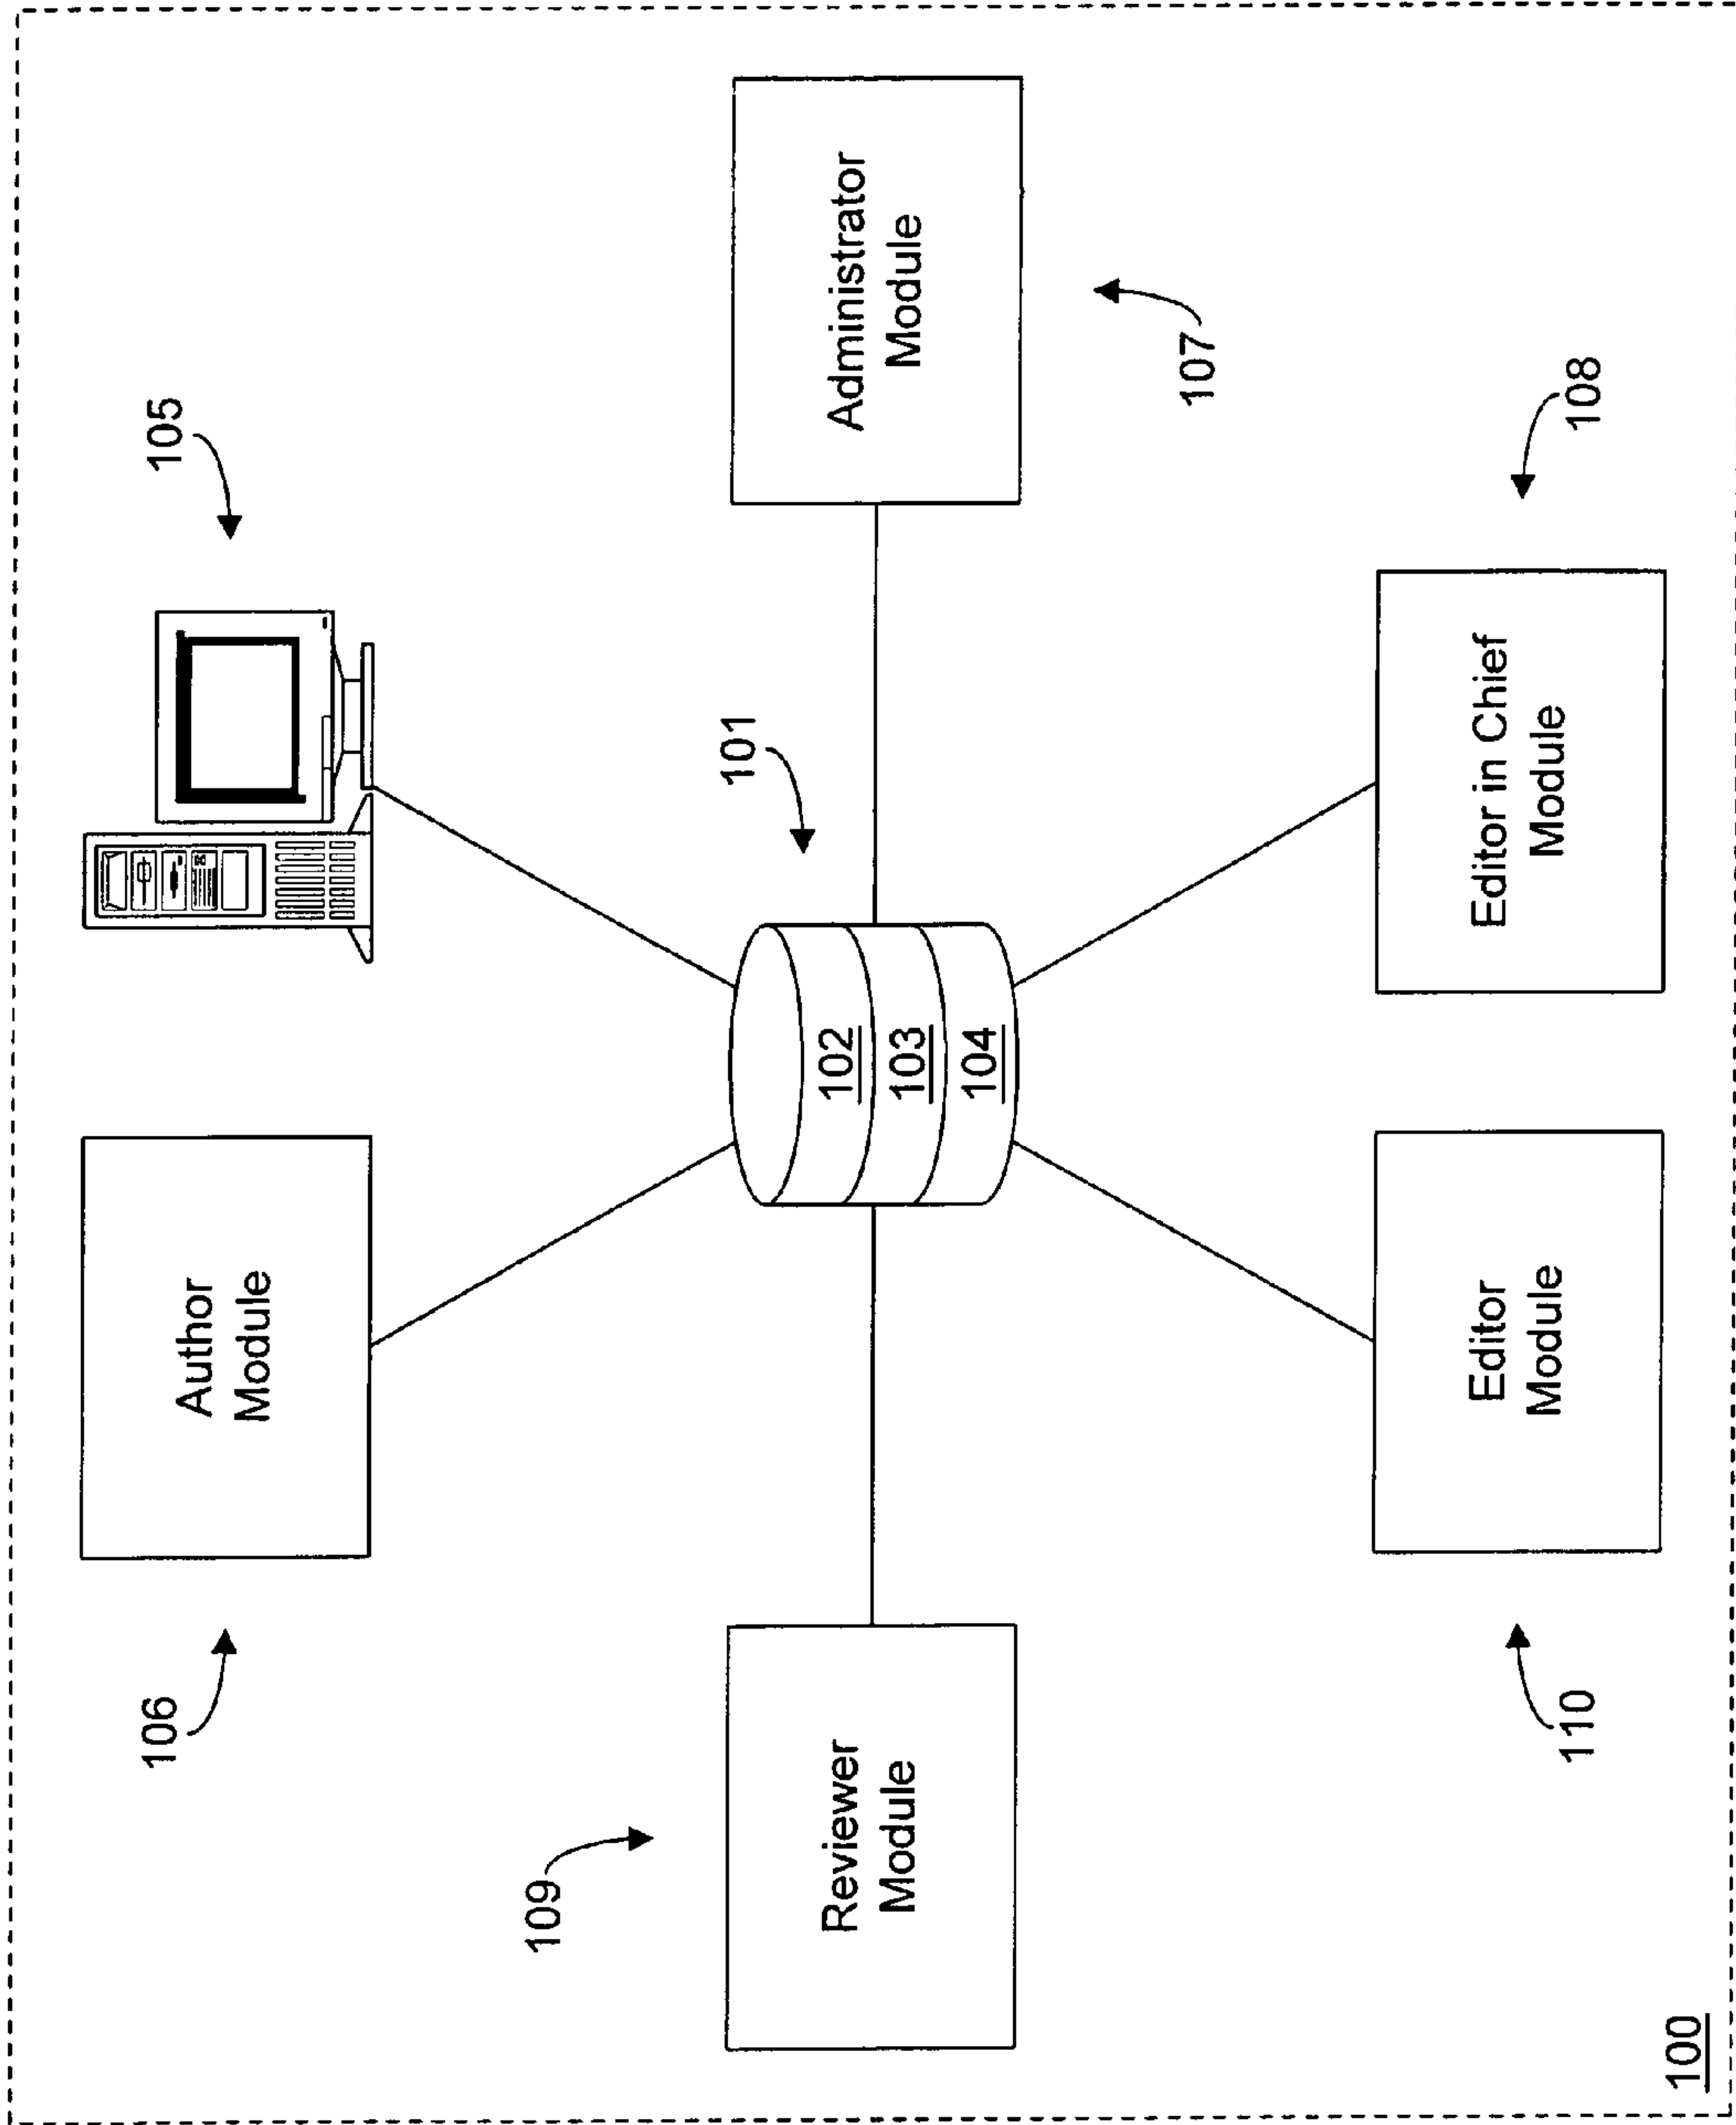 106
105
Author
Module
109
101
Reviewer
Module
102
103
104
Administrator
Module
107
Editor
Module
Editor in Chief
Module
110
108
100